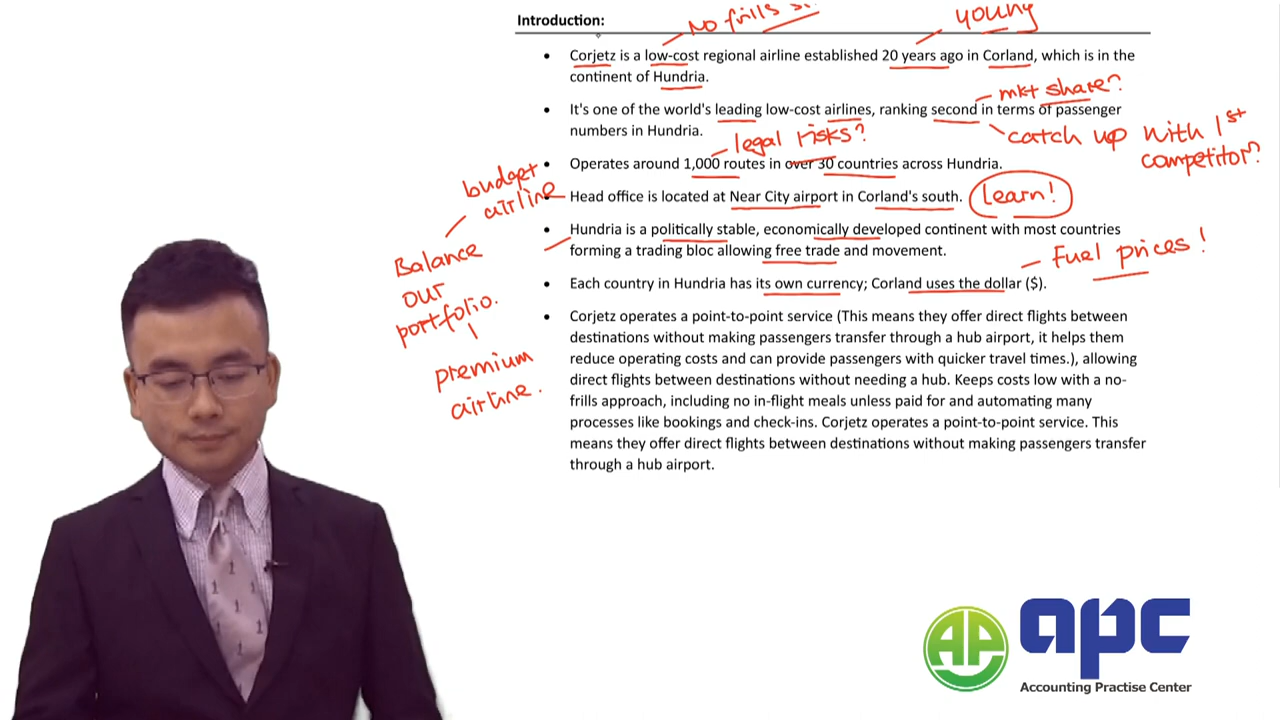 Introduction:
No frills
young
Corjetz is a low-cost regional airline established 20 years ago in Corland, which is in the
continent of Hundria.
mkt share?
It's one of the world's leading low-cost airlines, ranking second in terms of passenger
numbers in Hundria.
catch up with 1st
competitor?
legal risks?
Operates around 1,000 routes in over 30 countries across Hundria.
budget
airline
Head office is located at Near City airport in Corland's south.
learn!
Hundria is a politically stable, economically developed continent with most countries
forming a trading bloc allowing free trade and movement.
Fuel prices!
Balance
our
portfolio.
premium
airline.
Each country in Hundria has its own currency; Corland uses the dollar ($).
Corjetz operates a point-to-point service (This means they offer direct flights between
destinations without making passengers transfer through a hub airport, it helps them
reduce operating costs and can provide passengers with quicker travel times.), allowing
direct flights between destinations without needing a hub. Keeps costs low with a no-
frills approach, including no in-flight meals unless paid for and automating many
processes like bookings and check-ins. Corjetz operates a point-to-point service. This
means they offer direct flights between destinations without making passengers transfer
through a hub airport.
AP
apc
Accounting Practise Center